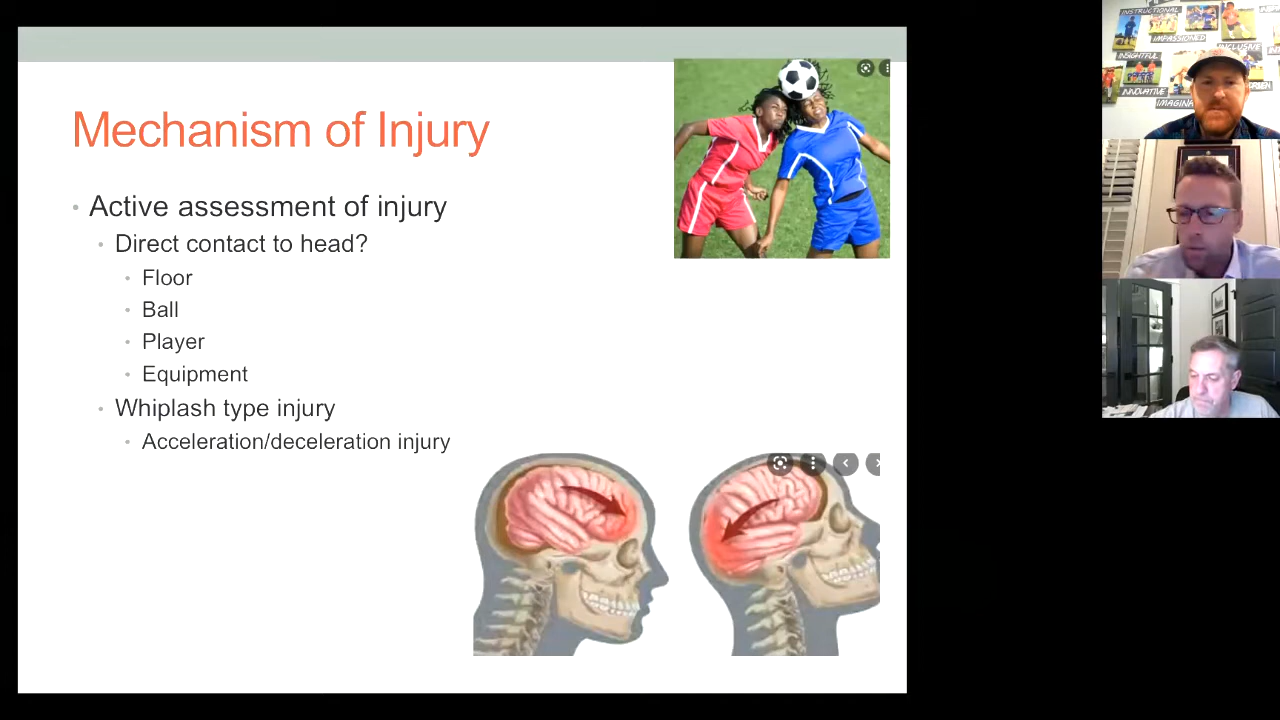 Mechanism of Injury
• Active assessment of injury
• Direct contact to head?
• Floor
• Ball
• Player
• Equipment
• Whiplash type injury
• Acceleration/deceleration injury
INSTRUCTIONAL
IMPASSIONED
INSIGHTFUL
INCLUSIVE
INNOVATIVE